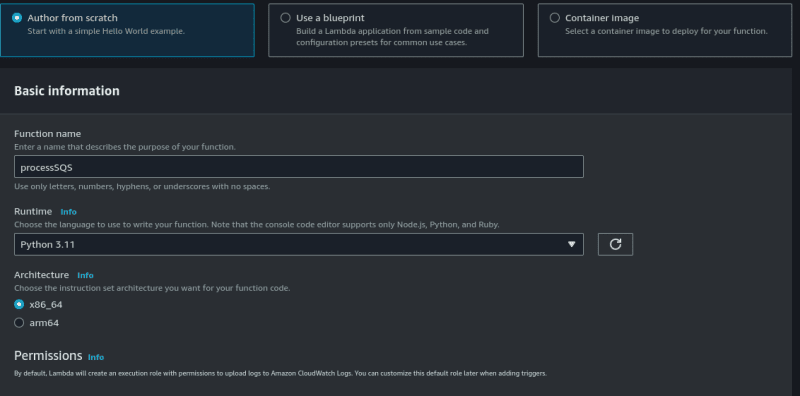 Author from scratch
Start with a simple Hello World example.
Use a blueprint
Build a Lambda application from sample code and
configuration presets for common use cases.
Container image
Select a container image to deploy for your function.
Basic information
Function name
Enter a name that describes the purpose of your function.
processSQS
Use only letters, numbers, hyphens, or underscores with no spaces.
Runtime Info
Choose the language to use to write your function. Note that the console code editor supports only Node.js, Python, and Ruby.
Python 3.11
Architecture Info
Choose the instruction set architecture you want for your function code.
x86_64
arm64
Permissions Info
By default, Lambda will create an execution role with permissions to upload logs to Amazon CloudWatch Logs. You can customize this default role later when adding triggers.